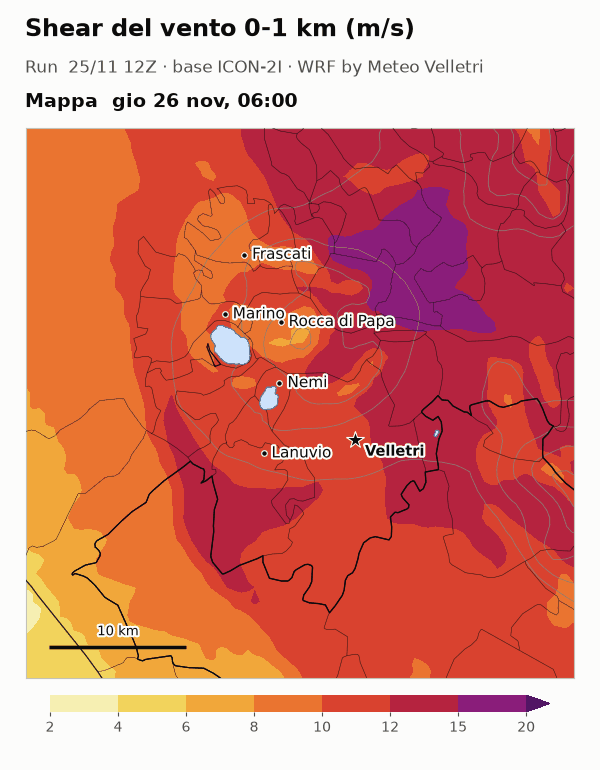 Shear del vento 0-1 km (m/s)
Run 25/11 12Z · base ICON-2I · WRF by Meteo Velletri
Mappa gio 26 nov, 06:00
Frascati
Marino
Rocca di Papa
Nemi
Velletri
Lanuvio
10 km
2 4 6 8 10 12 15 20